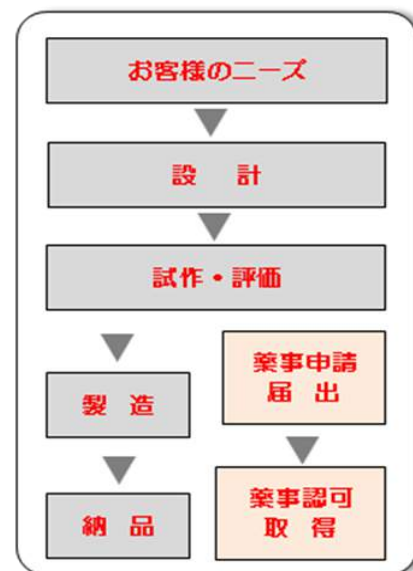 お客様のニーズ
設 計
試作・評価
製 造
納 品
薬事申請
届 出
薬事認可
取 得